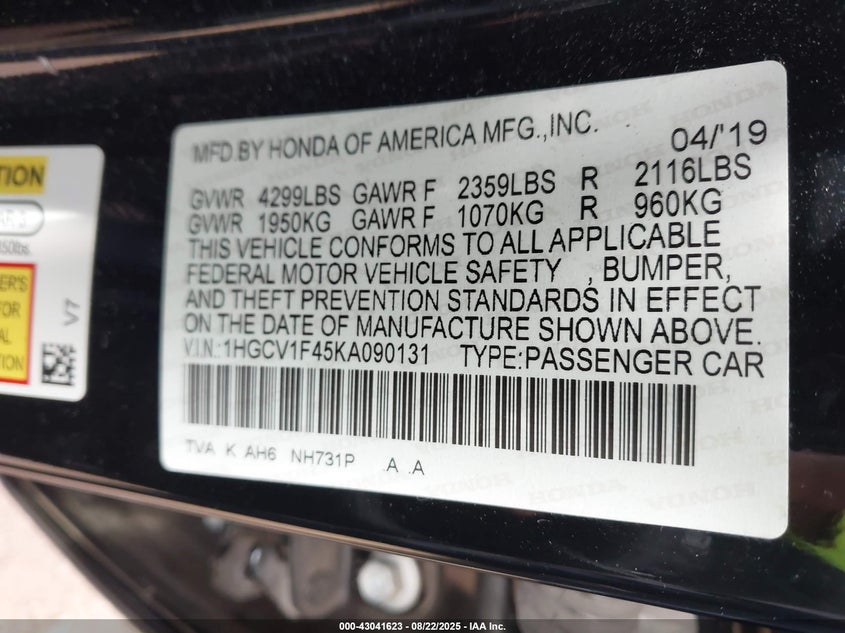 MFD.BY HONDA OF AMERICA MFG.,INC.
04/'19
GVWR 4299LBS GAWR F 2359LBS R 2116LBS
GVWR 1950KG GAWR F 1070KG R 960KG
THIS VEHICLE CONFORMS TO ALL APPLICABLE
FEDERAL MOTOR VEHICLE SAFETY , BUMPER,
AND THEFT PREVENTION STANDARDS IN EFFECT
ON THE DATE OF MANUFACTURE SHOWN ABOVE.
V.I.N.:1HGCV1F45KA090131 TYPE:PASSENGER CAR
TVA K AH6 NH731P A .A
V7
HONDA
000-43041623 - 08/22/2025 - IAA Inc.